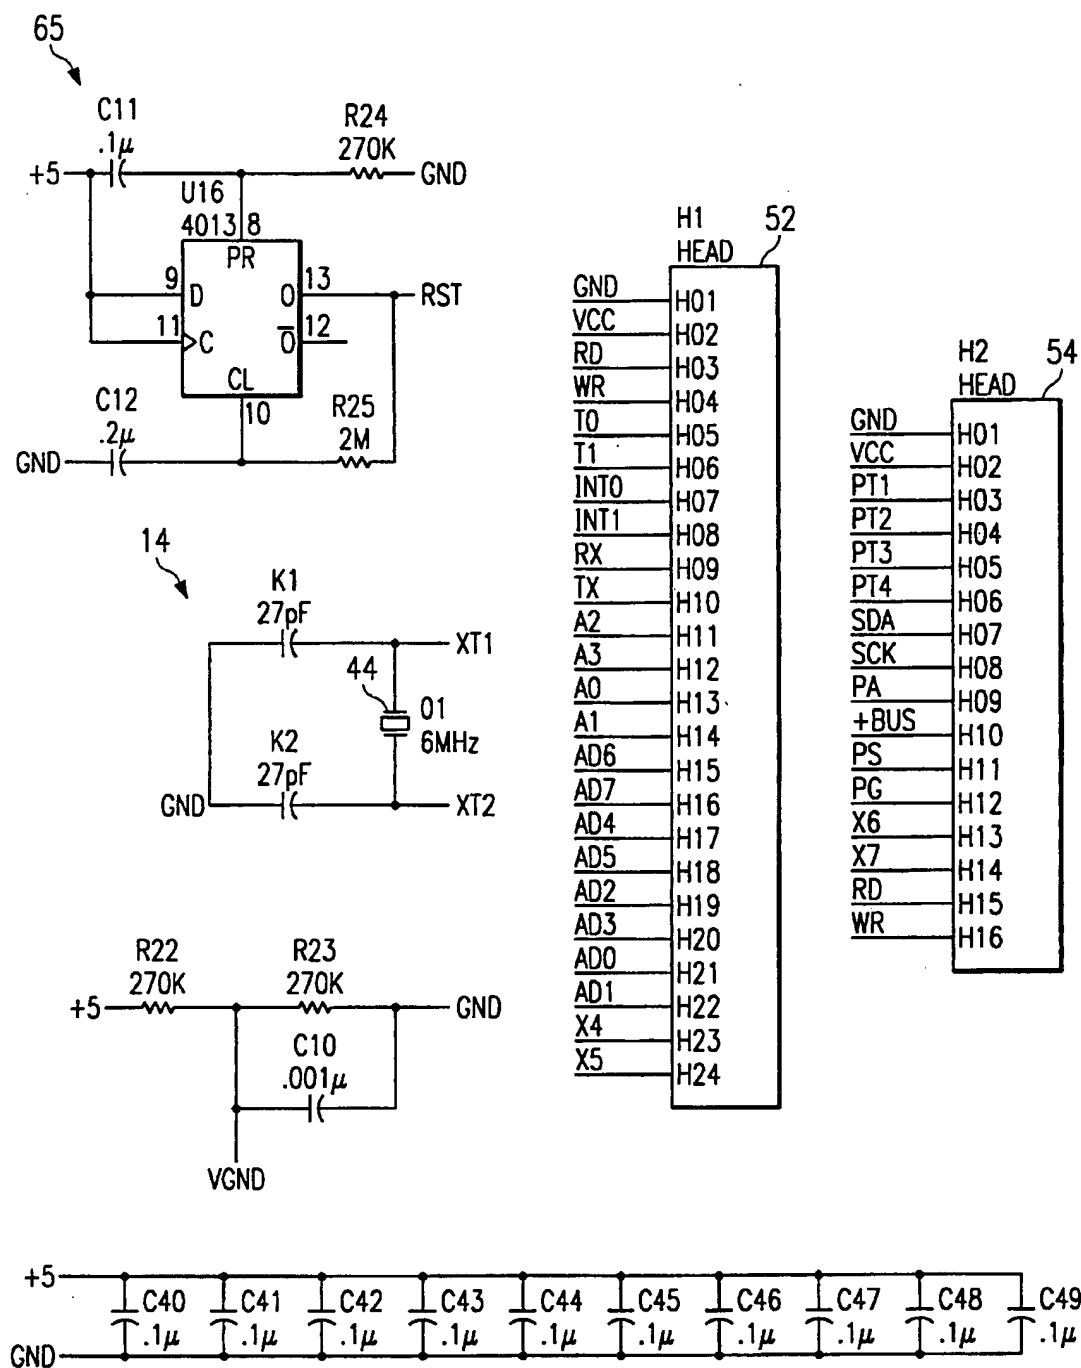 65
C11
.1μ
+5
R24
270K
GND
U16
4013
8
PR
9
D
O
13
RST
11
C
O̅
12
CL
10
C12
.2μ
GND
R25
2M
14
K1
27pF
XT1
44
O1
6MHz
K2
27pF
GND
XT2
R22
270K
+5
R23
270K
GND
C10
.001μ
VGND
H1
HEAD
52
GND H01
VCC H02
RD H03
WR H04
T0 H05
T1 H06
INT0 H07
INT1 H08
RX H09
TX H10
A2 H11
A3 H12
A0 H13
A1 H14
AD6 H15
AD7 H16
AD4 H17
AD5 H18
AD2 H19
AD3 H20
AD0 H21
AD1 H22
X4 H23
X5 H24
H2
HEAD
54
GND H01
VCC H02
PT1 H03
PT2 H04
PT3 H05
PT4 H06
SDA H07
SCK H08
PA H09
+BUS H10
PS H11
PG H12
X6 H13
X7 H14
RD H15
WR H16
+5
C40 C41 C42 C43 C44 C45 C46 C47 C48 C49
.1μ .1μ .1μ .1μ .1μ .1μ .1μ .1μ .1μ .1μ
GND